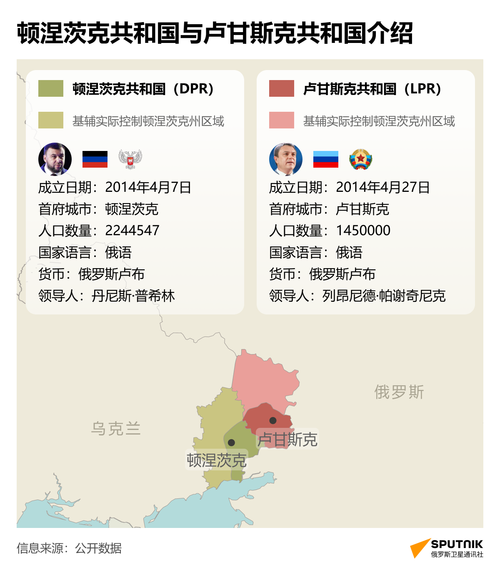 顿涅茨克共和国与卢甘斯克共和国介绍
顿涅茨克共和国（DPR）
基辅实际控制顿涅茨克州区域
成立日期：2014年4月7日
首府城市：顿涅茨克
人口数量：2244547
国家语言：俄语
货币：俄罗斯卢布
领导人：丹尼斯·普希林
卢甘斯克共和国（LPR）
基辅实际控制顿涅茨克州区域
成立日期：2014年4月27日
首府城市：卢甘斯克
人口数量：1450000
国家语言：俄语
货币：俄罗斯卢布
领导人：列昂尼德·帕谢奇尼克
俄罗斯
乌克兰
卢甘斯克
顿涅茨克
信息来源：公开数据
SPUTNIK
俄罗斯卫星通讯社